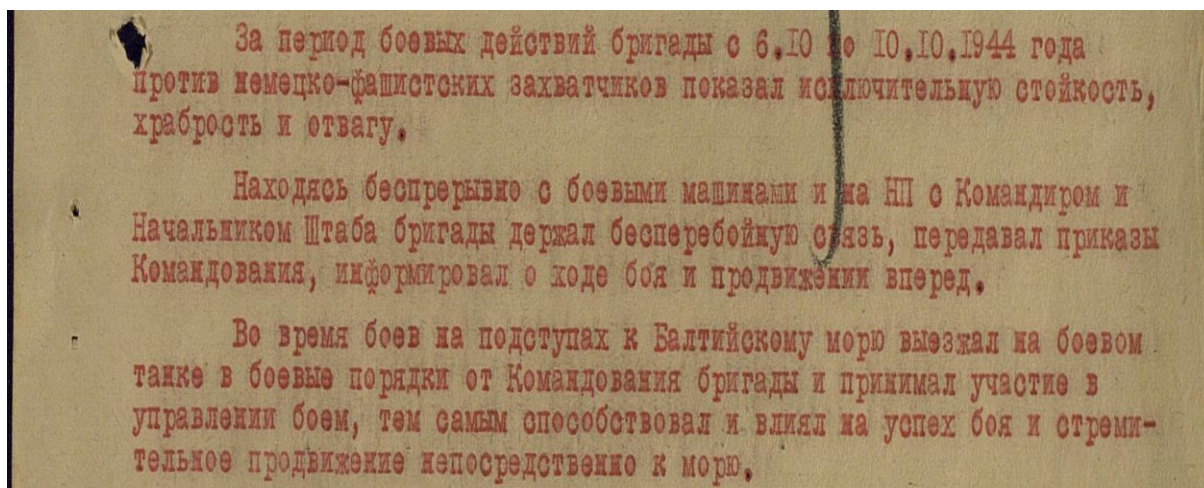 За период боевых действий бригады с 6.10 по 10.10.1944 года
против немецко-фашистских захватчиков показал исключительную стойкость,
храбрость и отвагу.
Находясь беспрерывно с боевыми машинами и на НП с Командиром и
Начальником Штаба бригады держал бесперебойную связь, передавал приказы
Командования, информировал о ходе боя и продвижении вперед.
Во время боев на подступах к Балтийскому морю выезжал на боевом
танке в боевые порядки от Командования бригады и принимал участие в
управлении боем, тем самым способствовал и влиял на успех боя и стреми-
тельное продвижение непосредственно к морю.